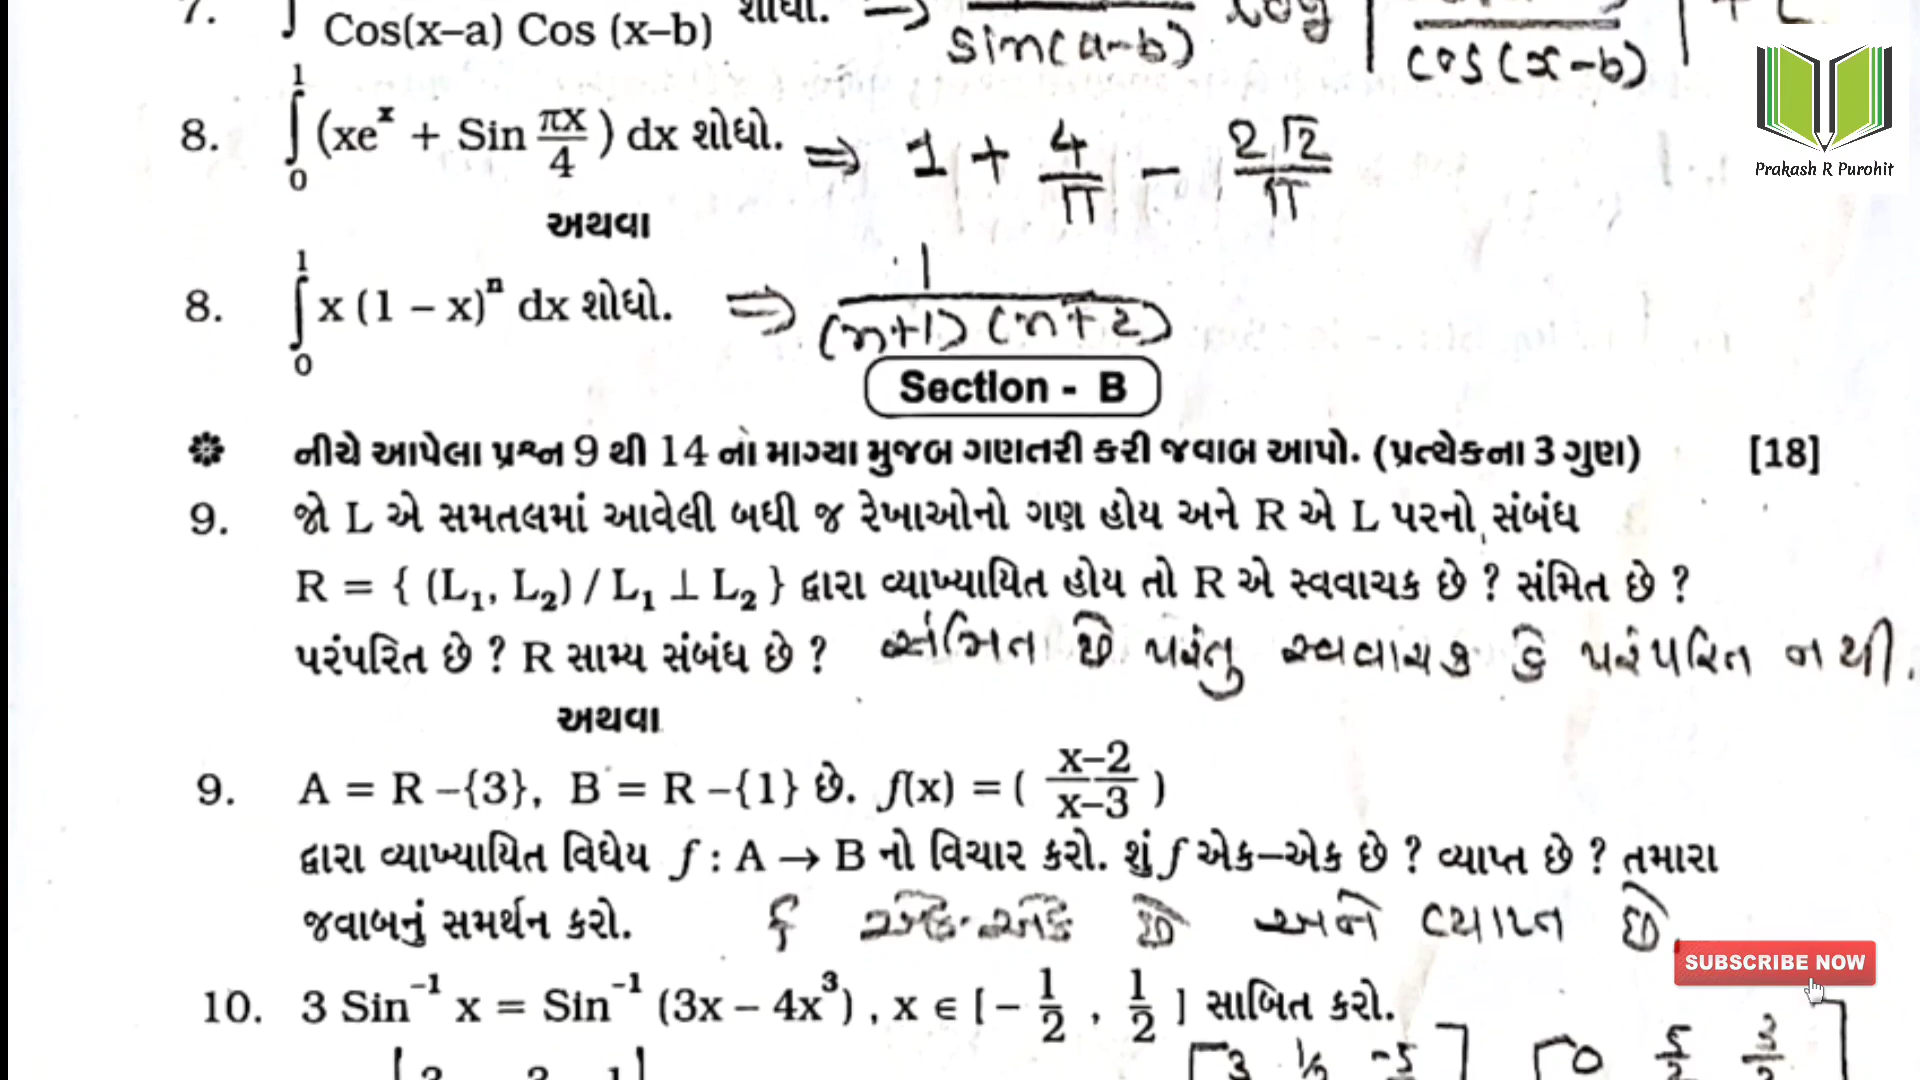 7. ∫ Cos(x–a) Cos (x–b) શોધો. ⇒ sin(a-b) log | cos(x-b) | + C
Prakash R Purohit
8. ∫₀¹ (xeˣ + Sin πx/4) dx શોધો. ⇒ 1 + 4/π - 2√2/π
અથવા
8. ∫₀¹ x (1 – x)ⁿ dx શોધો. ⇒ 1/(n+1) (n+2)
Section - B
❉ નીચે આપેલા પ્રશ્ન 9 થી 14 નો માગ્યા મુજબ ગણતરી કરી જવાબ આપો. (પ્રત્યેકના 3 ગુણ) [18]
9. જો L એ સમતલમાં આવેલી બધી જ રેખાઓનો ગણ હોય અને R એ L પરનો સંબંધ
R = { (L₁, L₂) / L₁ ⊥ L₂ } દ્વારા વ્યાખ્યાયિત હોય તો R એ સ્વવાચક છે ? સંમિત છે ?
પરંપરિત છે ? R સામ્ય સંબંધ છે ? સંમિત છે પરંતુ સ્વવાચક કે પરંપરિત નથી.
અથવા
9. A = R –{3}, B = R –{1} છે. f(x) = ( x–2/x–3 )
દ્વારા વ્યાખ્યાયિત વિધેય f : A → B નો વિચાર કરો. શું f એક–એક છે ? વ્યાપ્ત છે ? તમારા
જવાબનું સમર્થન કરો. f એક-એક છે અને વ્યાપ્ત છે
SUBSCRIBE NOW
10. 3 Sin⁻¹ x = Sin⁻¹ (3x – 4x³) , x ∈ [ – 1/2 , 1/2 ] સાબિત કરો.